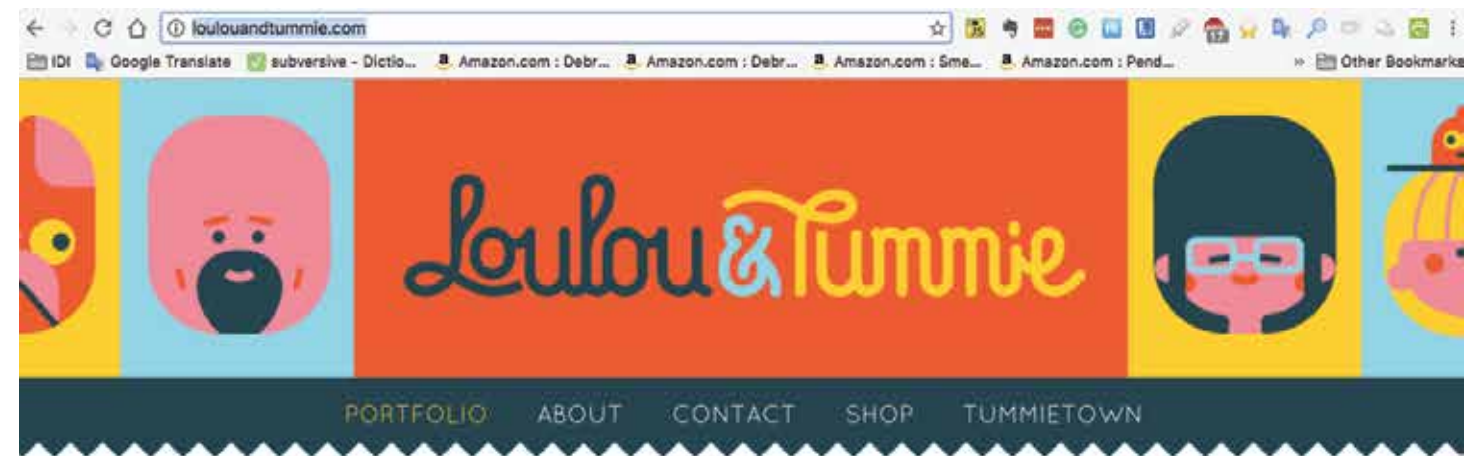 loulouandtummie.com
IDI Google Translate subversive - Dictio... Amazon.com : Debr... Amazon.com : Debr... Amazon.com : Sme... Amazon.com : Pend... » Other Bookmarks
Loulou & Tummie
PORTFOLIO ABOUT CONTACT SHOP TUMMIETOWN